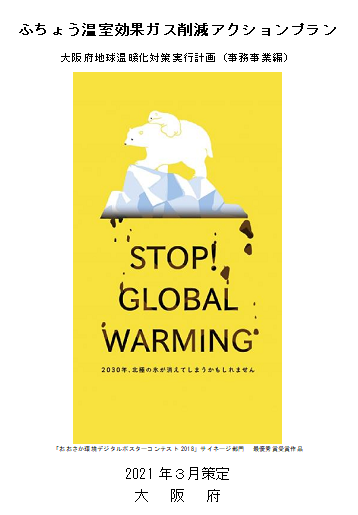 ふちょう温室効果ガス削減アクションプラン
大阪府地球温暖化対策実行計画（事務事業編）
STOP!
GLOBAL
WARMING
2030年、北極の氷が消えてしまうかもしれません
「おおさか環境デジタルポスターコンテスト2018」サイネージ部門　最優秀賞受賞作品
2021年３月策定
大　阪　府